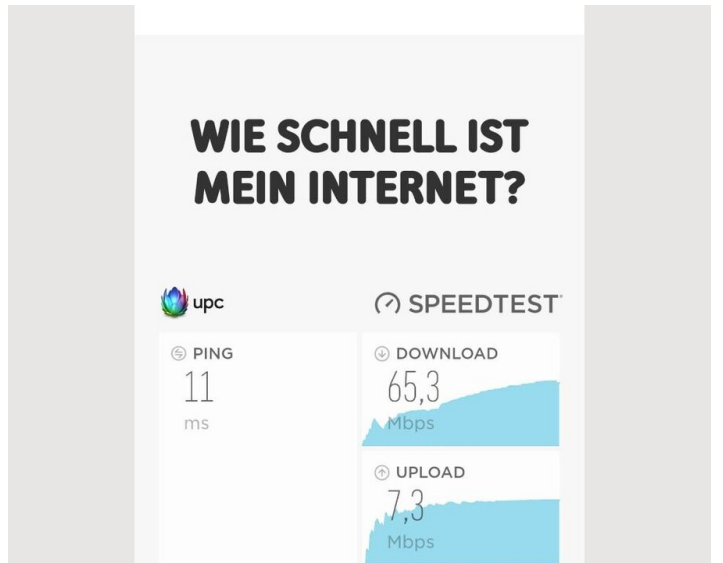 WIE SCHNELL IST
MEIN INTERNET?
upc
SPEEDTEST
PING
11
ms
DOWNLOAD
65,3
Mbps
UPLOAD
7,3
Mbps